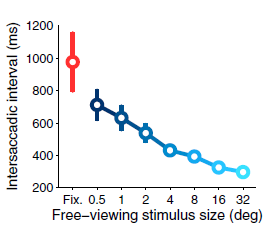 Intersaccadic interval (ms)
1200
1000
800
600
400
200
Fix. 0.5 1 2 4 8 16 32
Free–viewing stimulus size (deg)